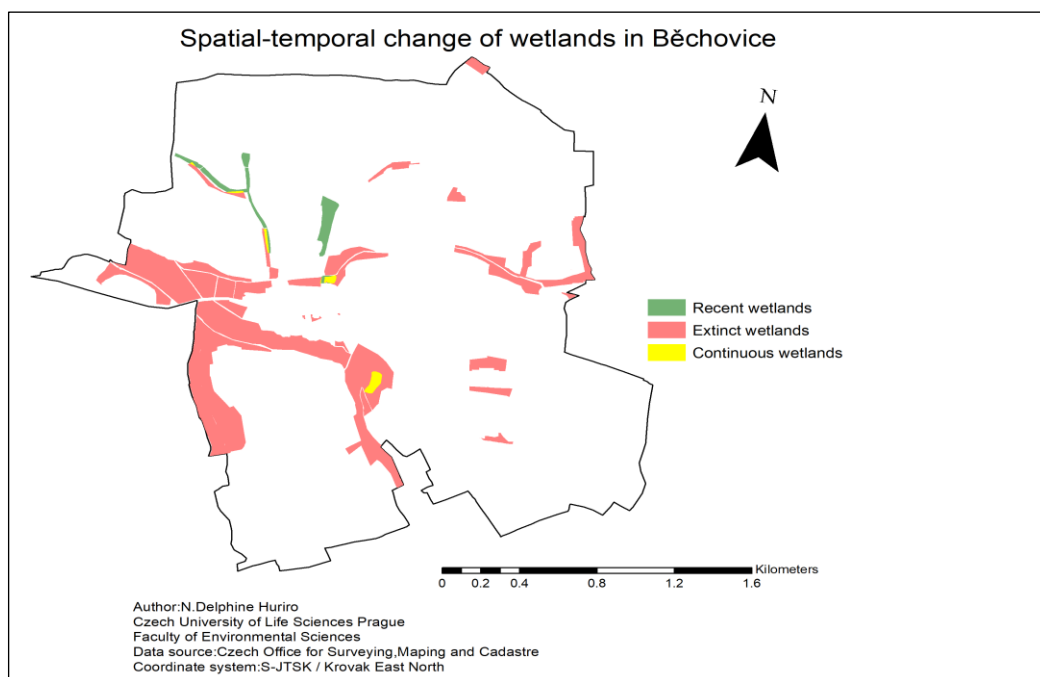 Spatial-temporal change of wetlands in Běchovice
N
Recent wetlands
Extinct wetlands
Continuous wetlands
Kilometers
0 0.2 0.4 0.8 1.2 1.6
Author:N.Delphine Huriro
Czech University of Life Sciences Prague
Faculty of Environmental Sciences
Data source:Czech Office for Surveying,Maping and Cadastre
Coordinate system:S-JTSK / Krovak East North